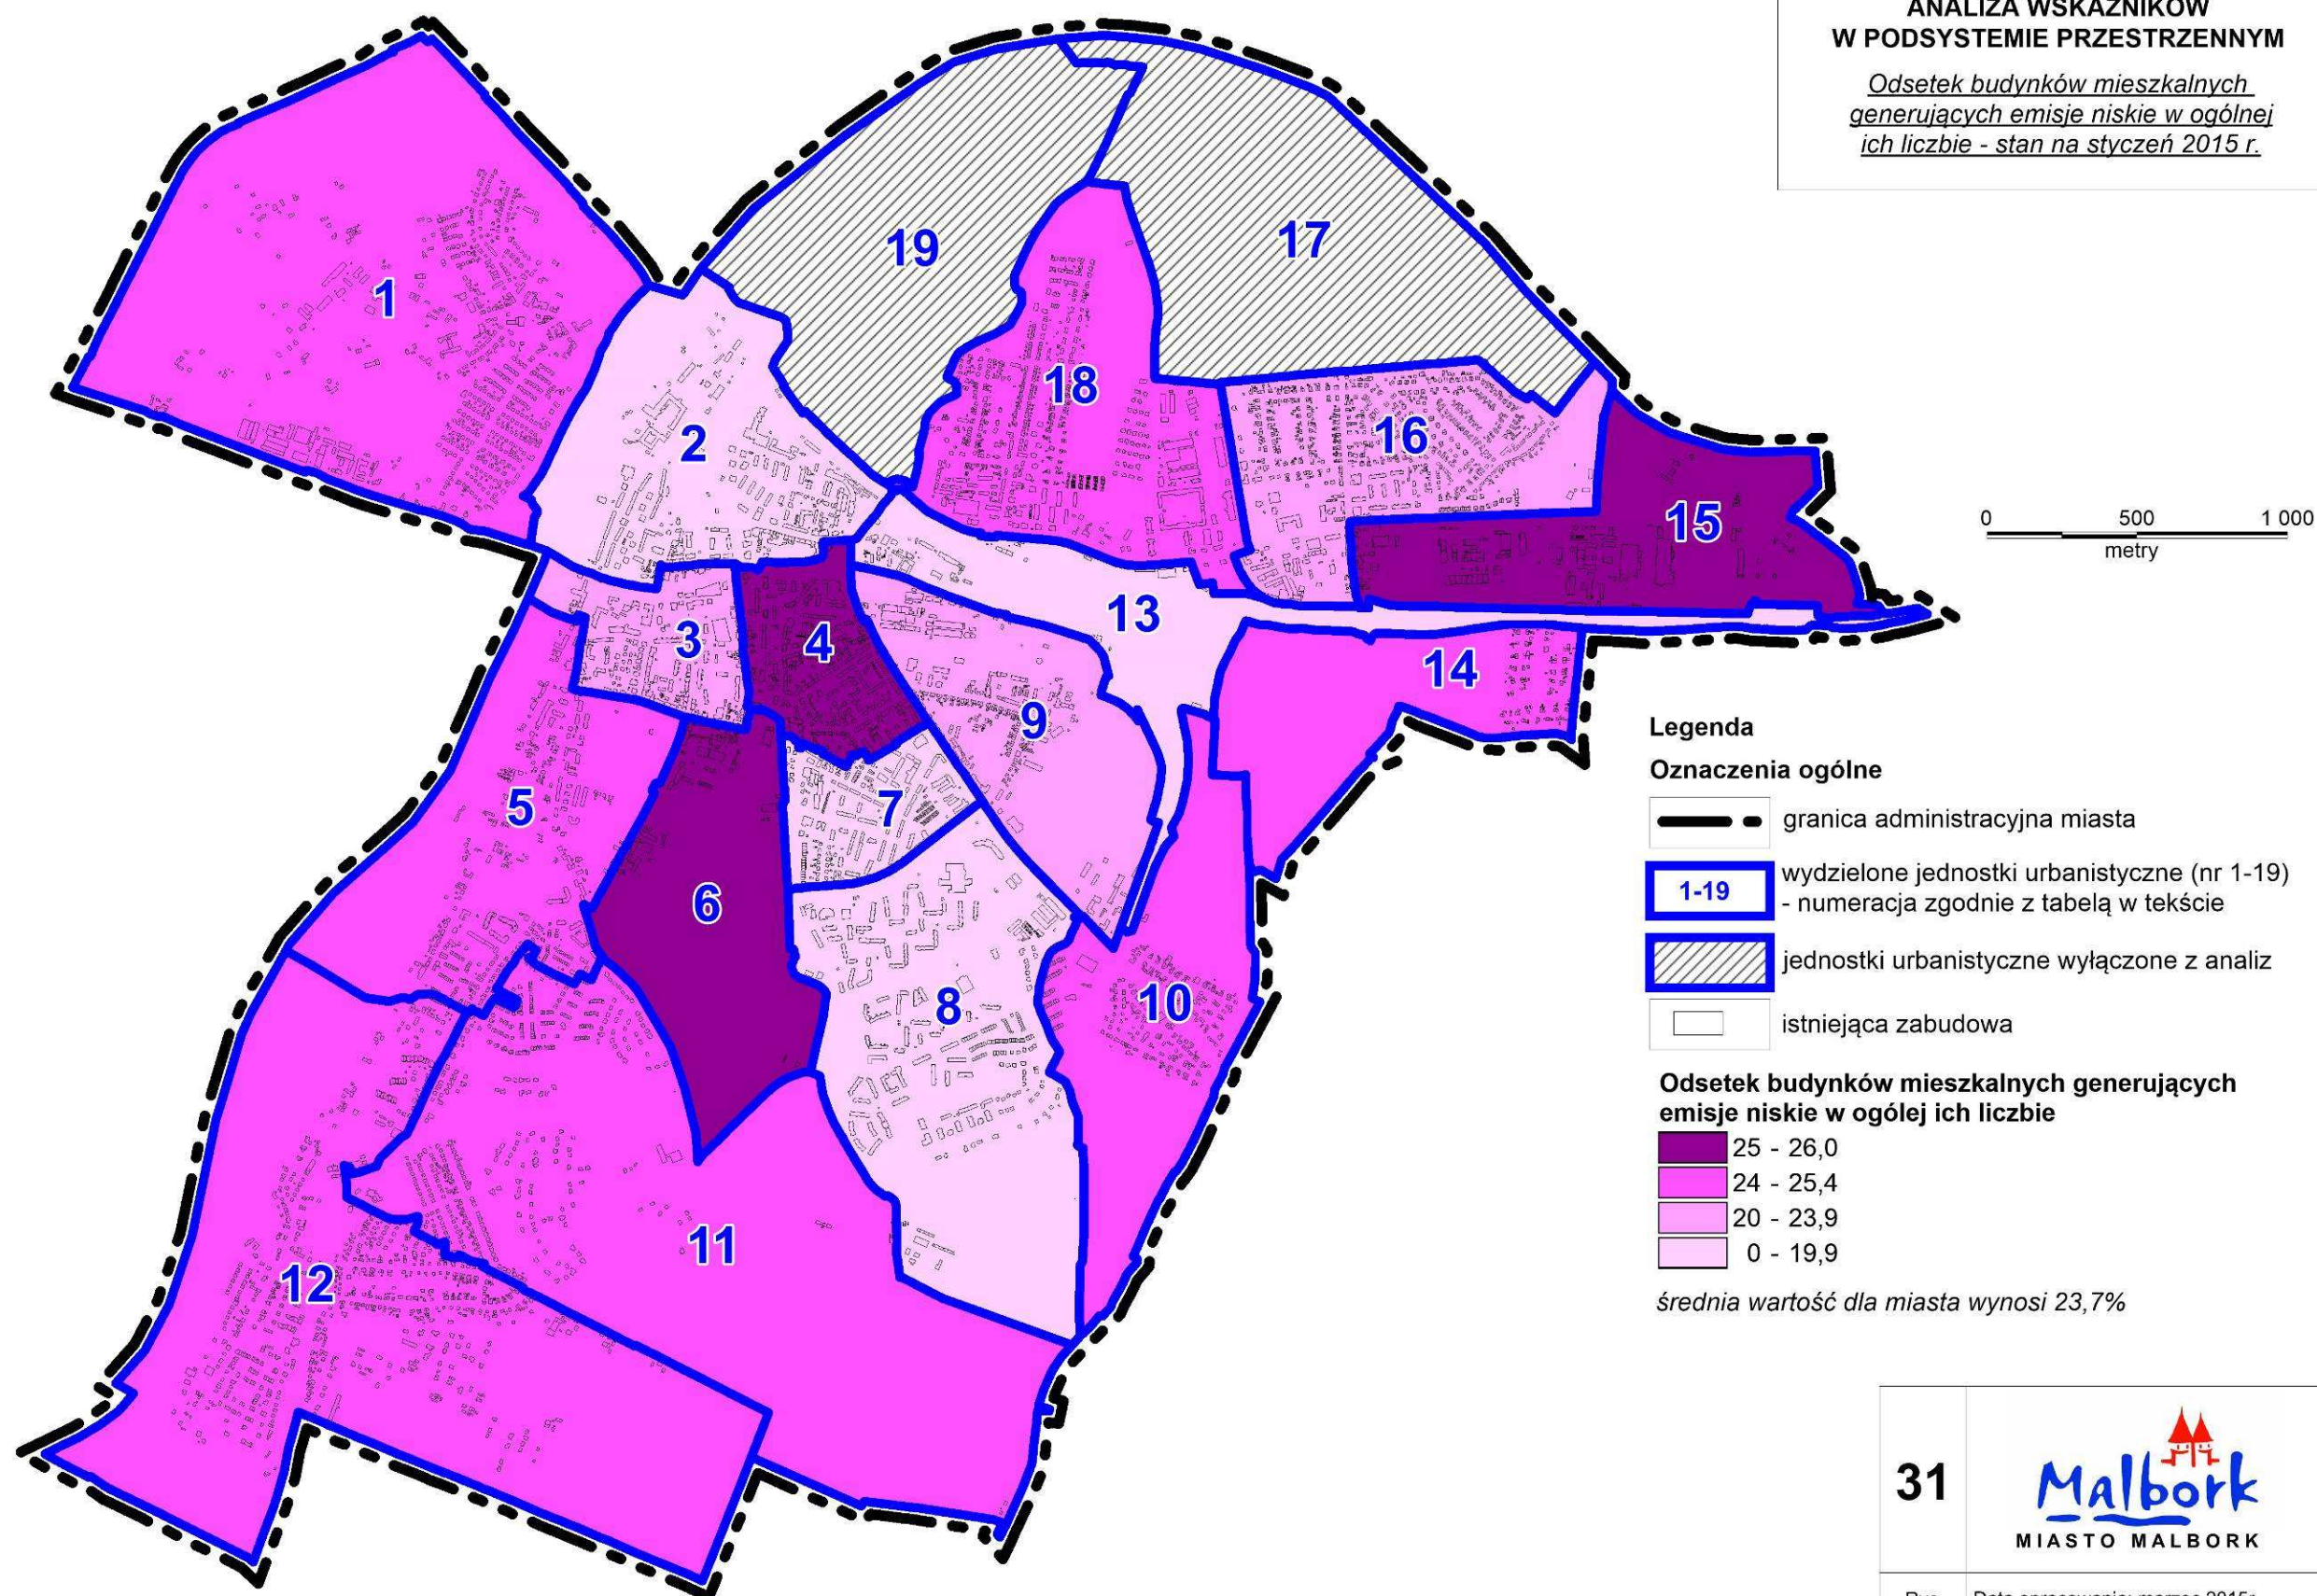 ANALIZA WSKAŹNIKÓW
W PODSYSTEMIE PRZESTRZENNYM
Odsetek budynków mieszkalnych
generujących emisje niskie w ogólnej
ich liczbie - stan na styczeń 2015 r.
19
17
1
18
2
16
15
0 500 1 000
metry
13
3
4
14
9
5
7
6
8
10
11
12
Legenda
Oznaczenia ogólne
granica administracyjna miasta
1-19
wydzielone jednostki urbanistyczne (nr 1-19)
- numeracja zgodnie z tabelą w tekście
jednostki urbanistyczne wyłączone z analiz
istniejąca zabudowa
Odsetek budynków mieszkalnych generujących
emisje niskie w ogólej ich liczbie
25 - 26,0
24 - 25,4
20 - 23,9
0 - 19,9
średnia wartość dla miasta wynosi 23,7%
31
Malbork
MIASTO MALBORK